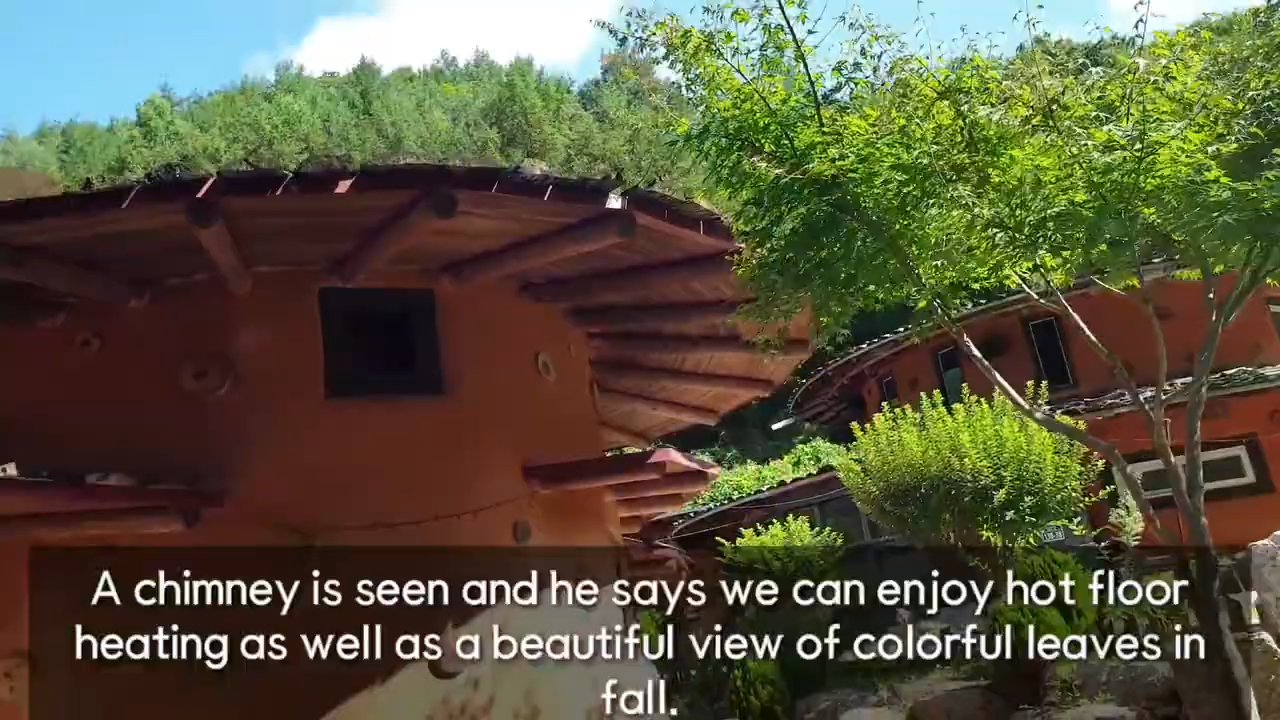 A chimney is seen and he says we can enjoy hot floor
heating as well as a beautiful view of colorful leaves in
fall.